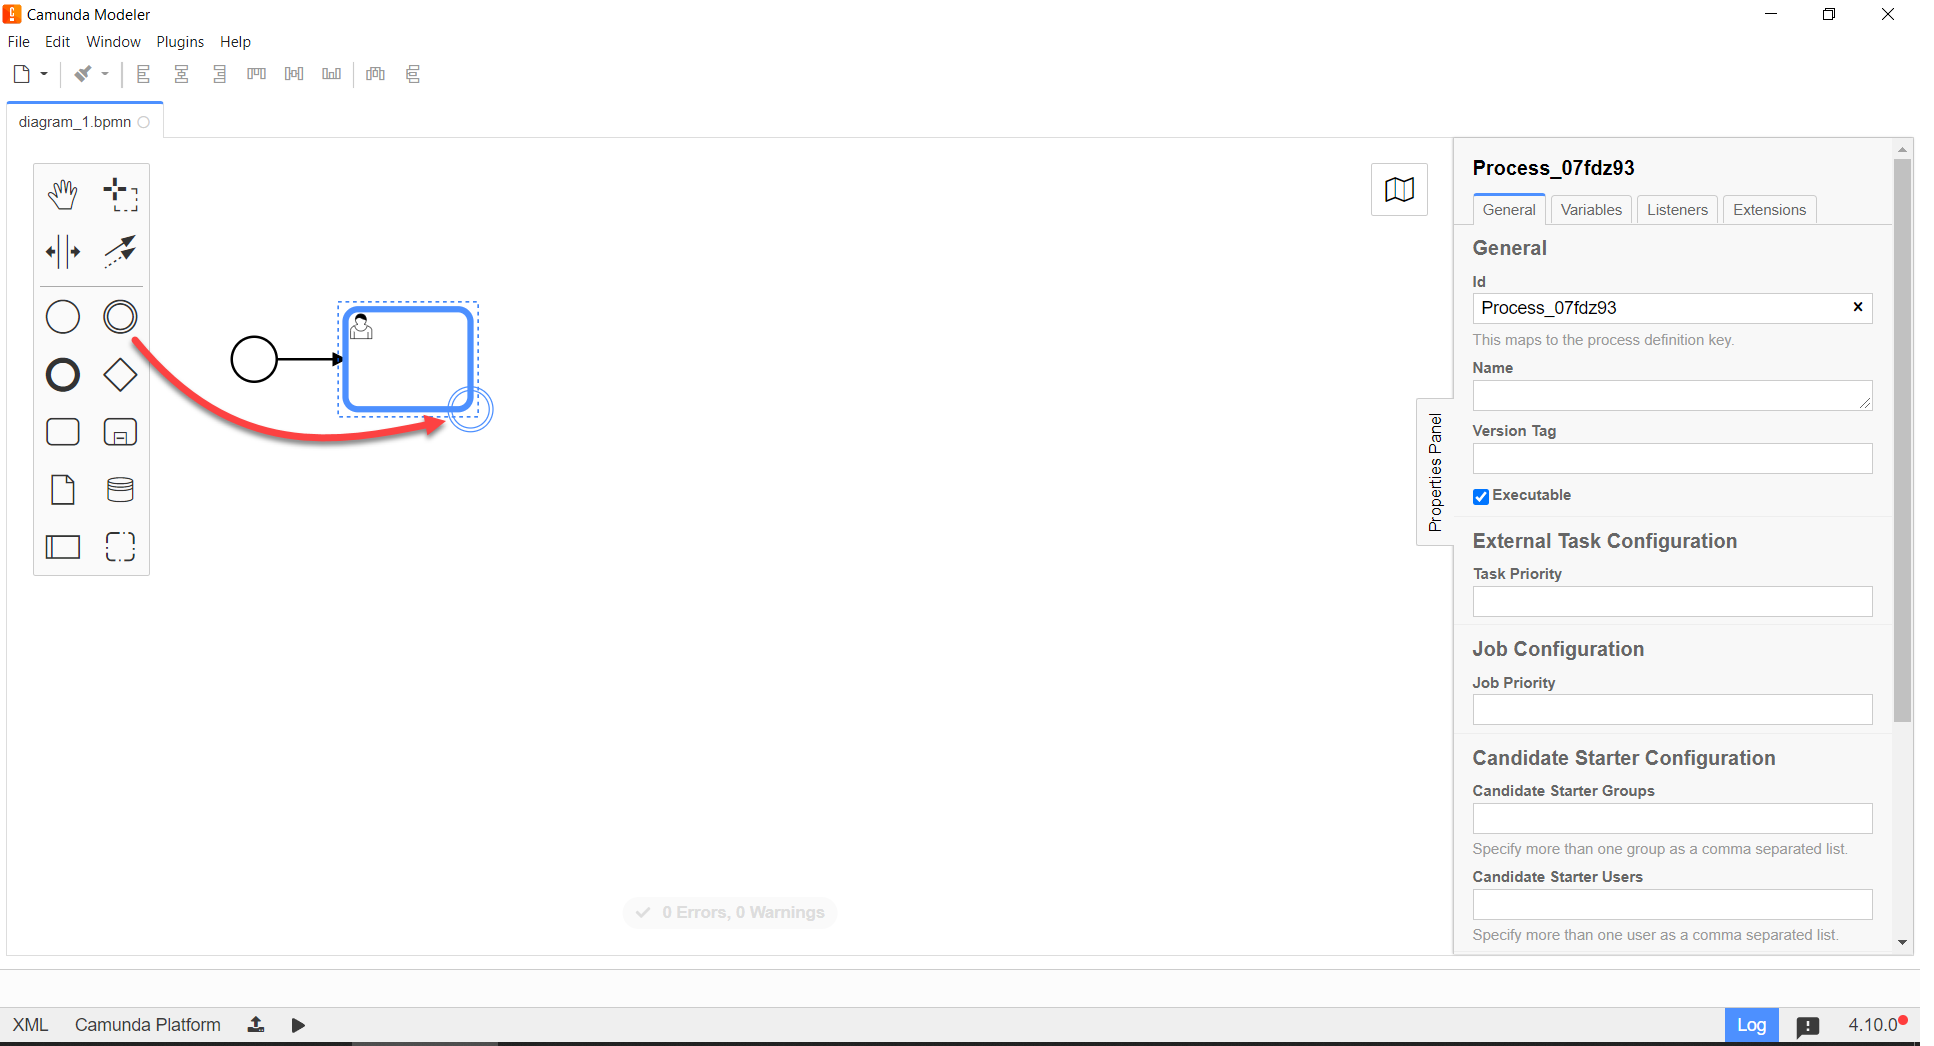 Camunda Modeler
File Edit Window Plugins Help
diagram_1.bpmn
Process_07fdz93
General Variables Listeners Extensions
General
Id
Process_07fdz93
This maps to the process definition key.
Name
Version Tag
Properties Panel
Executable
External Task Configuration
Task Priority
Job Configuration
Job Priority
Candidate Starter Configuration
Candidate Starter Groups
Specify more than one group as a comma separated list.
Candidate Starter Users
0 Errors, 0 Warnings
Specify more than one user as a comma separated list.
XML Camunda Platform Log 4.10.0